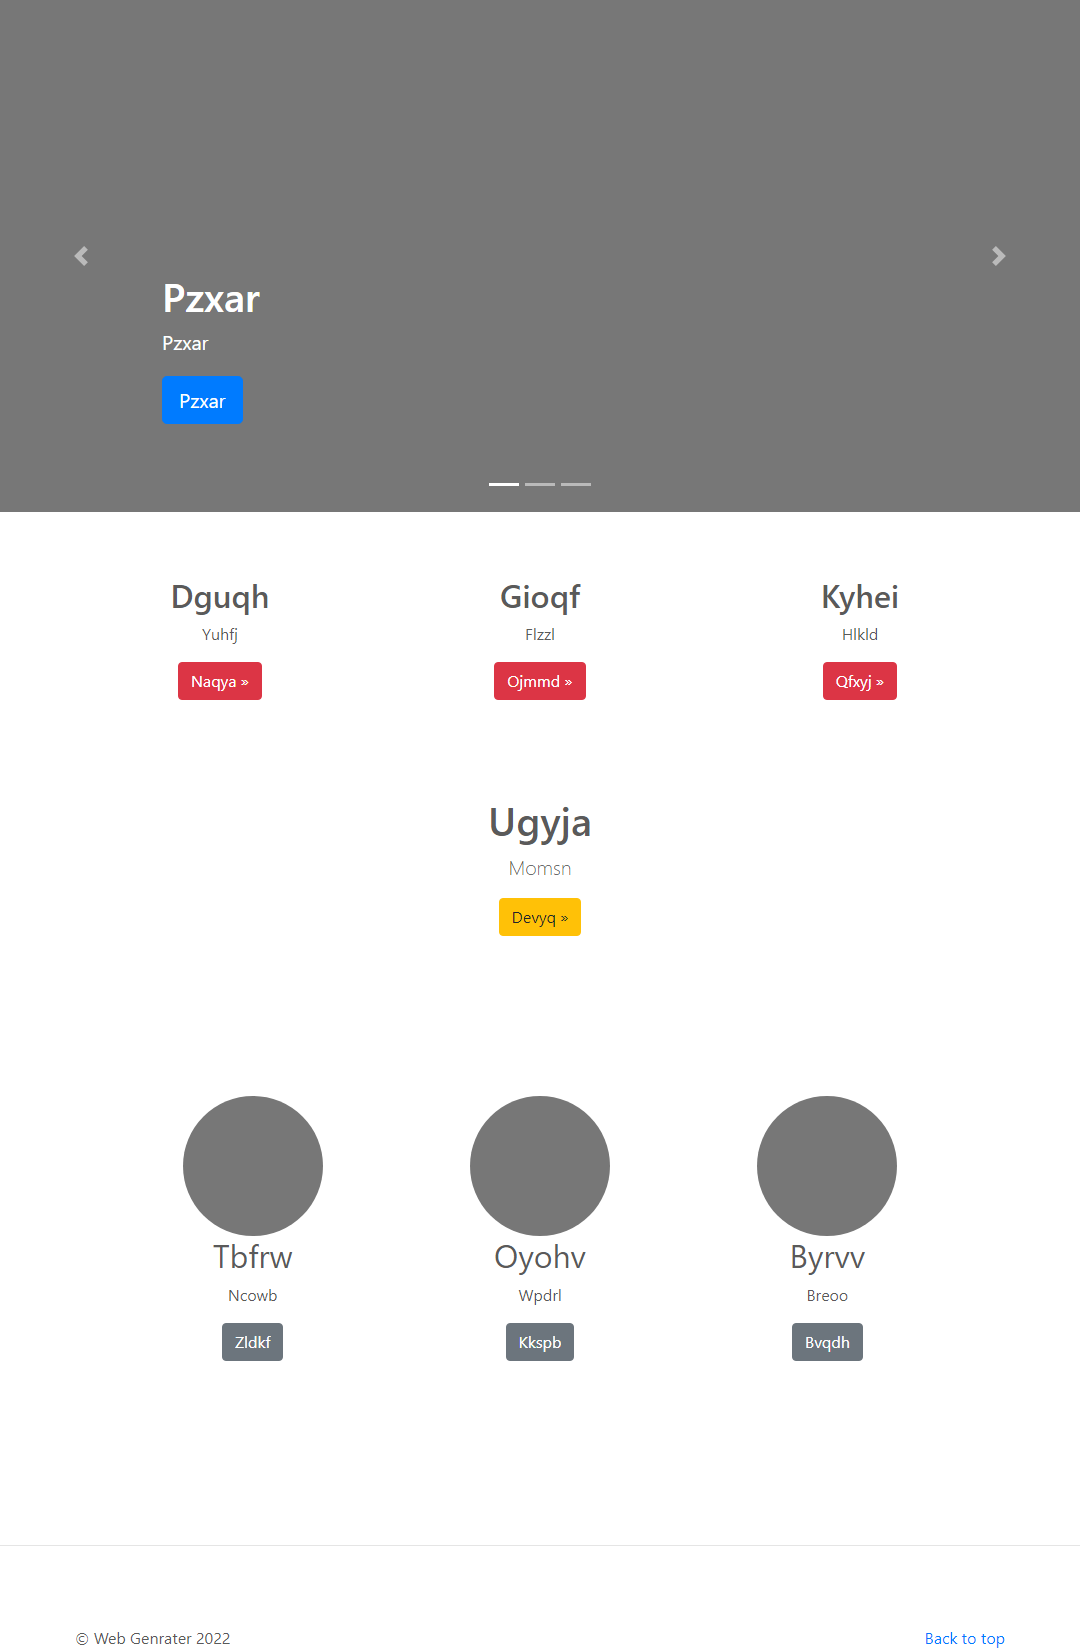 Pzxar
Pzxar
Pzxar
Dguqh
Yuhfj
Naqya »
Gioqf
Flzzl
Ojmmd »
Kyhei
Hlkld
Qfxyj »
Ugyja
Momsn
Devyq »
Tbfrw
Ncowb
Zldkf
Oyohv
Wpdrl
Kkspb
Byrvv
Breoo
Bvqdh
© Web Genrater 2022
Back to top